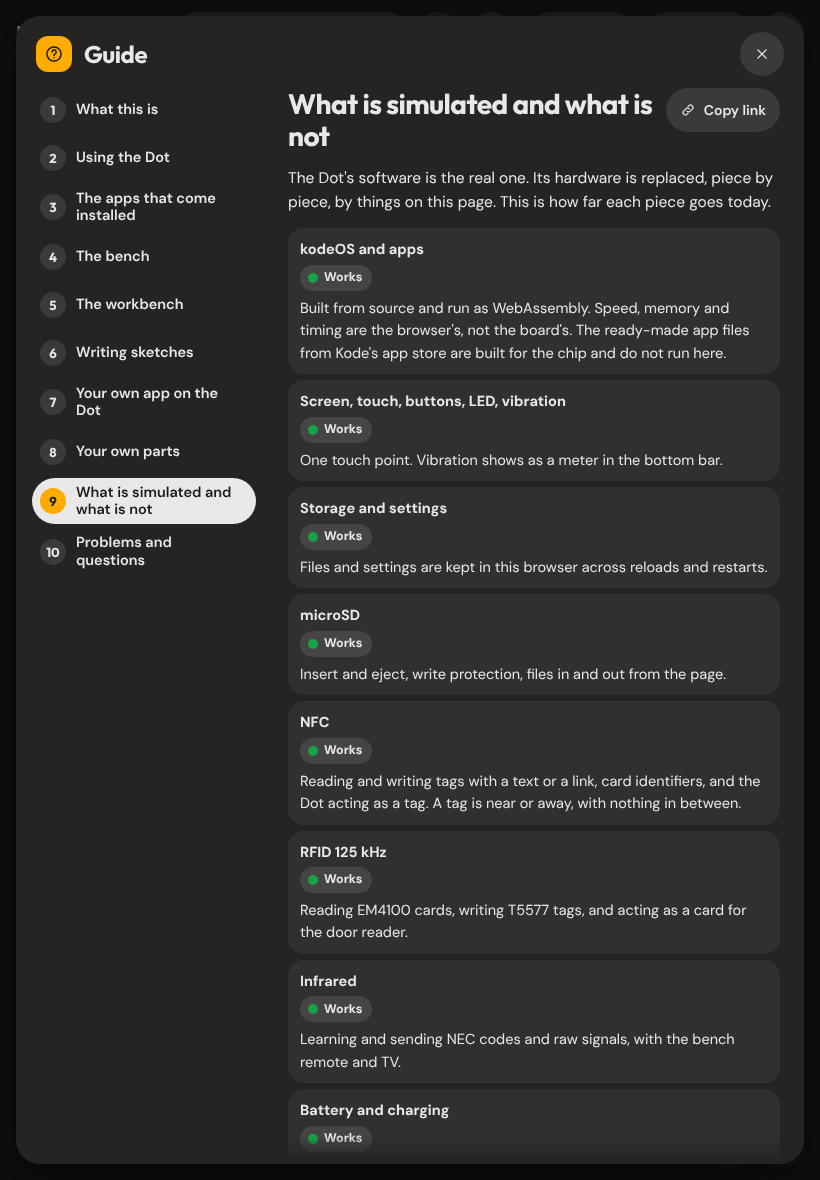 Guide
1 What this is
2 Using the Dot
3 The apps that come
installed
4 The bench
5 The workbench
6 Writing sketches
7 Your own app on the
Dot
8 Your own parts
9 What is simulated and
what is not
10 Problems and
questions
What is simulated and what is
not
Copy link
The Dot's software is the real one. Its hardware is replaced, piece by
piece, by things on this page. This is how far each piece goes today.
kodeOS and apps
Works
Built from source and run as WebAssembly. Speed, memory and
timing are the browser's, not the board's. The ready-made app files
from Kode's app store are built for the chip and do not run here.
Screen, touch, buttons, LED, vibration
Works
One touch point. Vibration shows as a meter in the bottom bar.
Storage and settings
Works
Files and settings are kept in this browser across reloads and restarts.
microSD
Works
Insert and eject, write protection, files in and out from the page.
NFC
Works
Reading and writing tags with a text or a link, card identifiers, and the
Dot acting as a tag. A tag is near or away, with nothing in between.
RFID 125 kHz
Works
Reading EM4100 cards, writing T5577 tags, and acting as a card for
the door reader.
Infrared
Works
Learning and sending NEC codes and raw signals, with the bench
remote and TV.
Battery and charging
Works